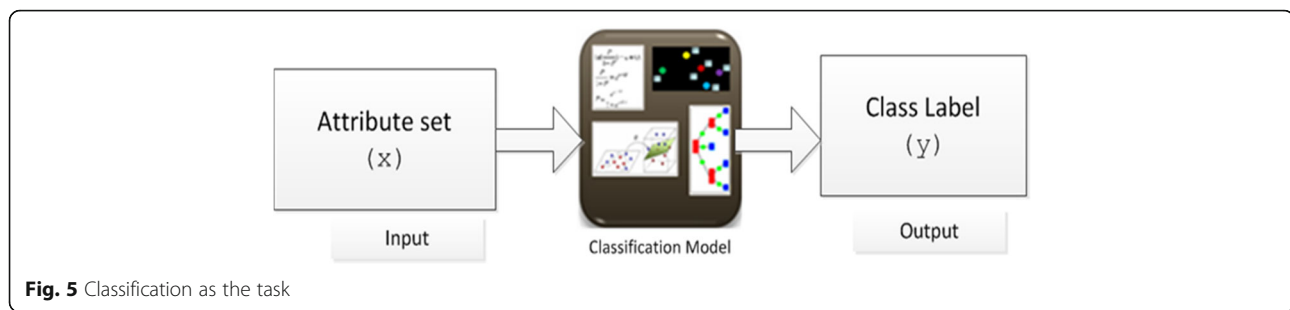 Attribute set
(x)
Input
Classification Model
Class Label
(y)
Output
Fig. 5 Classification as the task